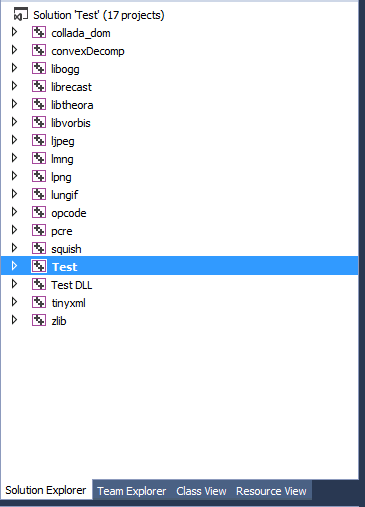 Solution 'Test' (17 projects)
collada_dom
convexDecomp
libogg
librecast
libtheora
libvorbis
ljpeg
lmng
lpng
lungif
opcode
pcre
squish
Test
Test DLL
tinyxml
zlib
Solution Explorer Team Explorer Class View Resource View